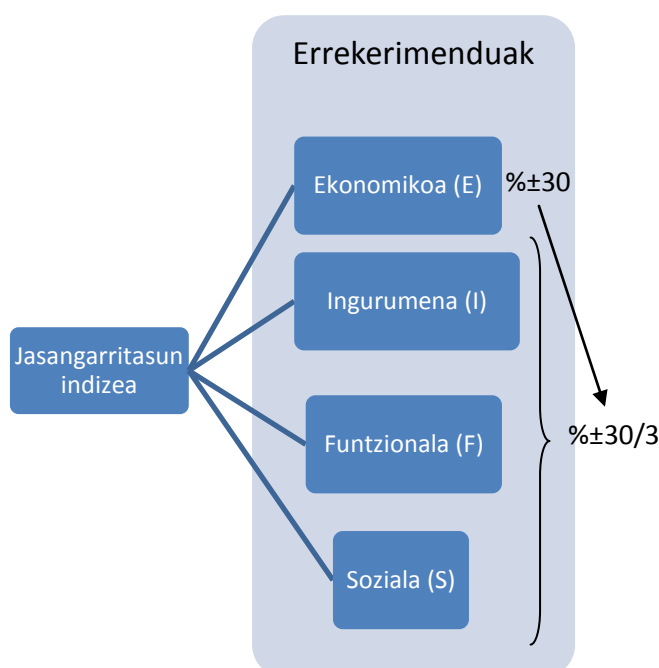 Errekerimenduak
Ekonomikoa (E)
%±30
Ingurumena (I)
Jasangarritasun
indizea
Funtzionala (F)
%±30/3
Soziala (S)